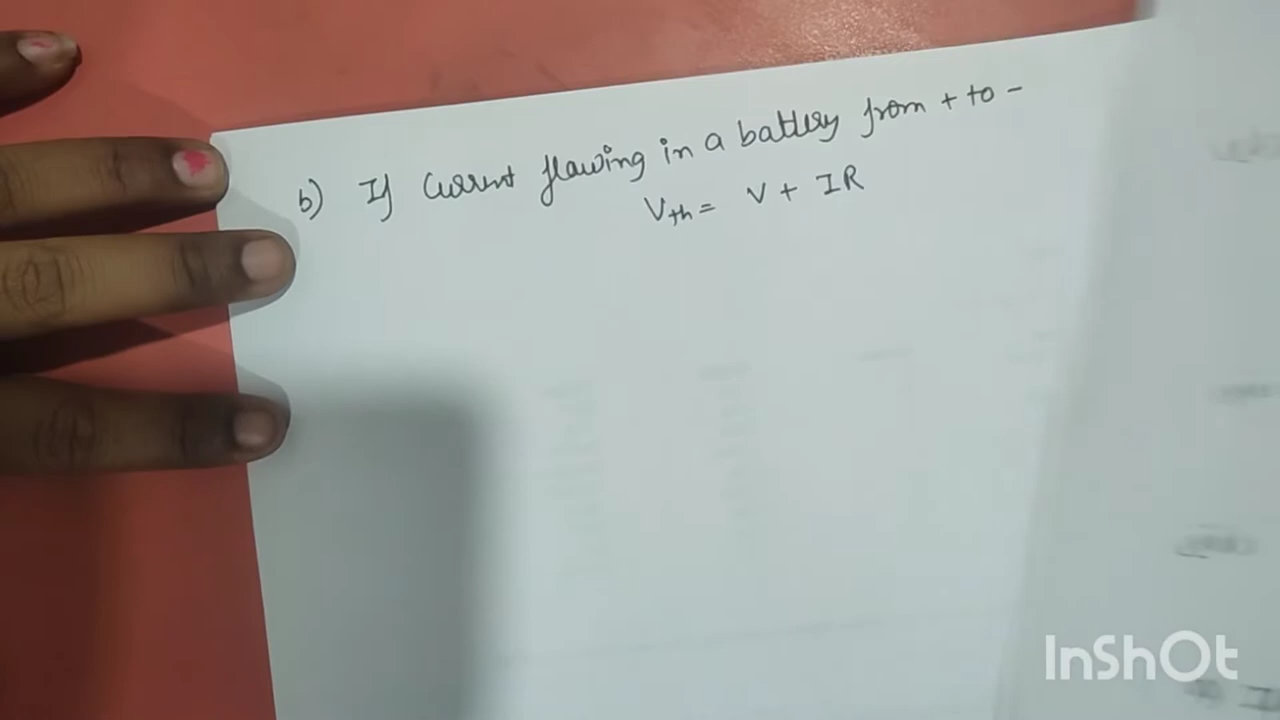 b) If Current flowing in a battery from + to -
Vth = V + IR
InShOt